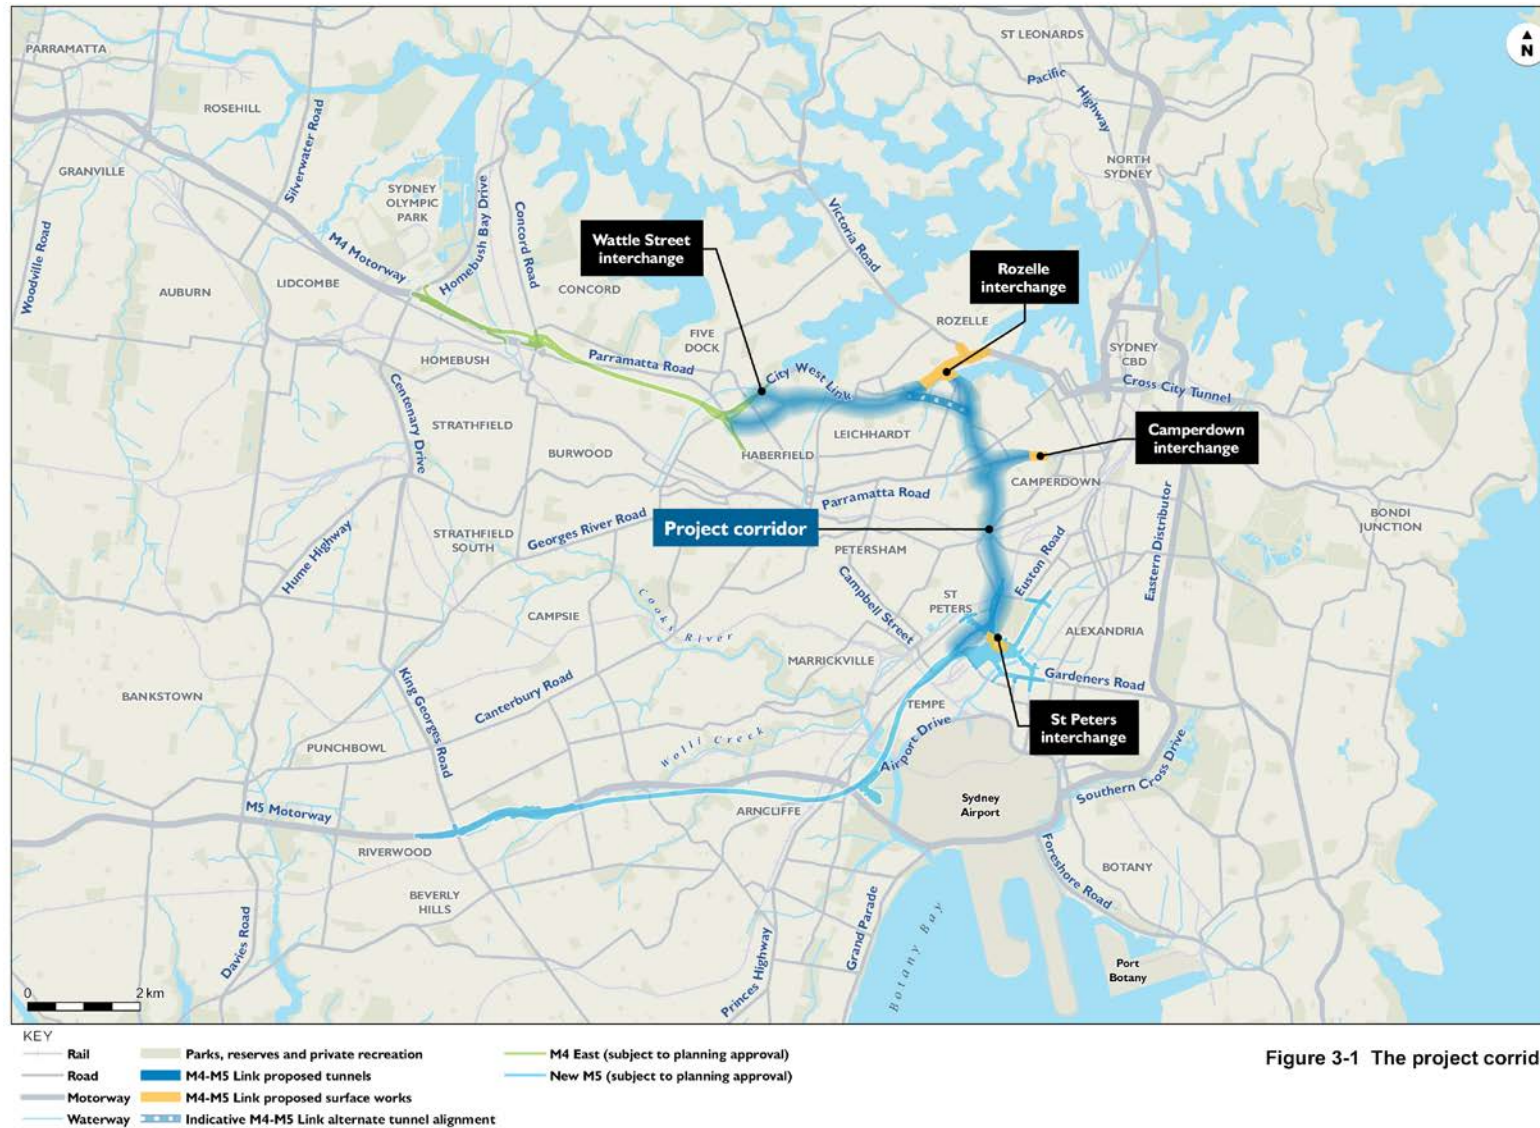 PARRAMATTA
ST LEONARDS
N
Pacific
Highway
ROSEHILL
Silverwater Road
GRANVILLE
SYDNEY
OLYMPIC
PARK
NORTH
SYDNEY
Homebush Bay Drive
Concord Road
Victoria Road
Wattle Street
interchange
Rozelle
interchange
Woodville Road
M4 Motorway
AUBURN
LIDCOMBE
CONCORD
FIVE
DOCK
ROZELLE
SYDNEY
CBD
HOMEBUSH
Parramatta Road
City West Link
Cross City Tunnel
Centenary Drive
STRATHFIELD
LEICHHARDT
Camperdown
interchange
BURWOOD
HABERFIELD
CAMPERDOWN
Parramatta Road
Hume Highway
STRATHFIELD
SOUTH
Georges River Road
Project corridor
BONDI
JUNCTION
PETERSHAM
Euston Road
Eastern Distributor
Campbell Street
ST
PETERS
CAMPSIE
Cooks River
ALEXANDRIA
MARRICKVILLE
BANKSTOWN
King Georges Road
Canterbury Road
Gardeners Road
TEMPE
St Peters
interchange
PUNCHBOWL
Wolli Creek
Airport Drive
Southern Cross Drive
M5 Motorway
ARNCLIFFE
Sydney
Airport
RIVERWOOD
Foreshore Road
BOTANY
BEVERLY
HILLS
Davies Road
Princes Highway
Grand Parade
Botany Bay
Port
Botany
0 2 km
KEY
Rail
Parks, reserves and private recreation
M4 East (subject to planning approval)
Figure 3-1 The project corrid
Road
M4-M5 Link proposed tunnels
New M5 (subject to planning approval)
Motorway
M4-M5 Link proposed surface works
Waterway
Indicative M4-M5 Link alternate tunnel alignment